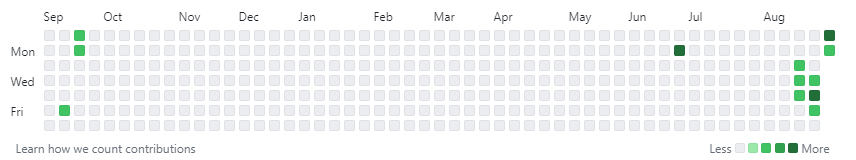 Sep Oct Nov Dec Jan Feb Mar Apr May Jun Jul Aug
Mon
Wed
Fri
Learn how we count contributions Less More